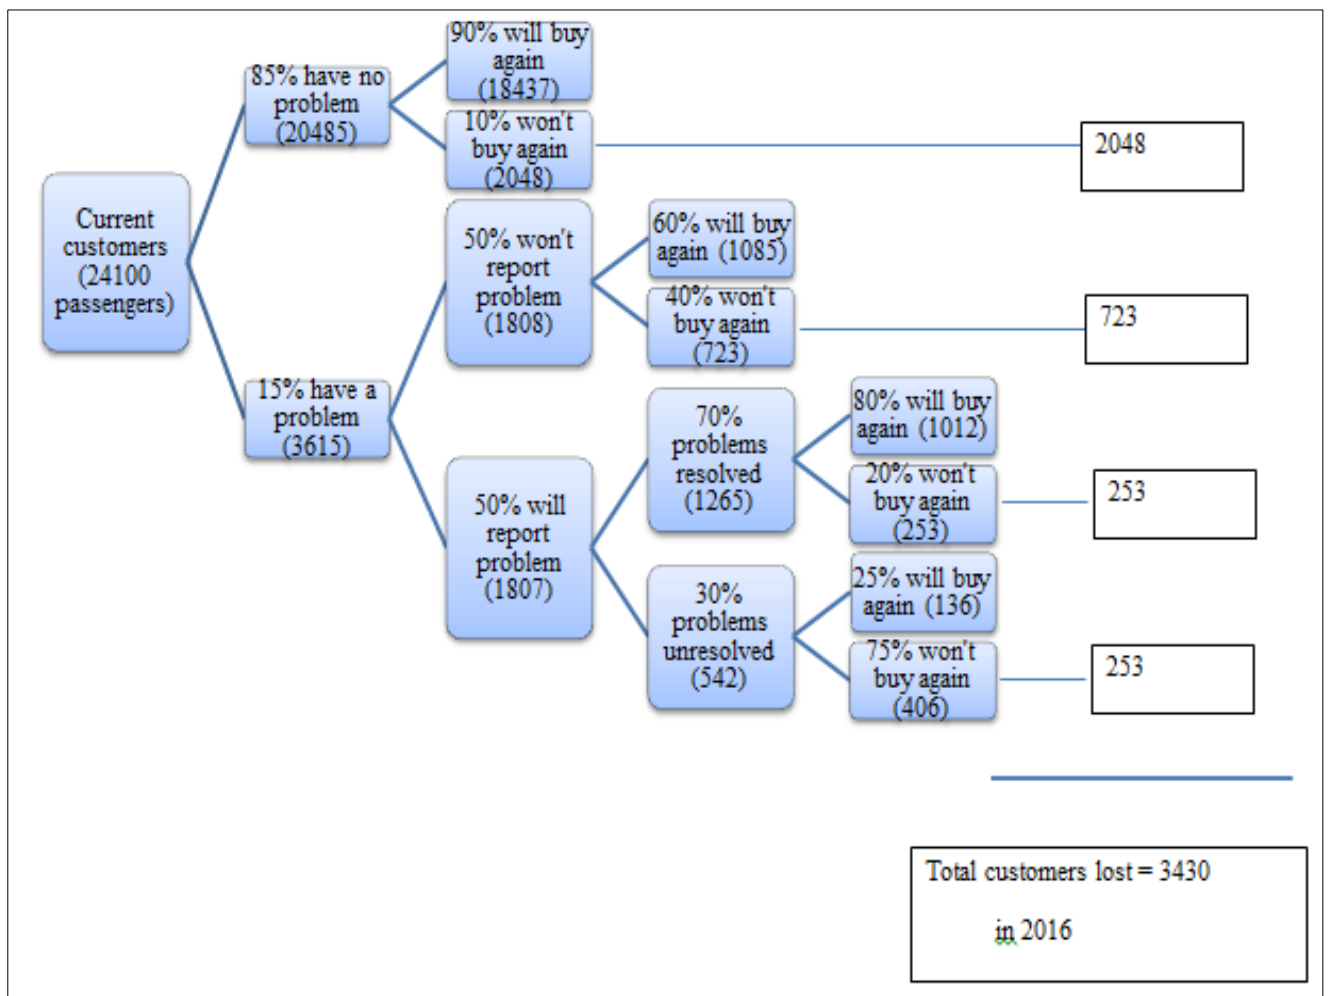 90% will buy
again
(18437)
85% have no
problem
(20485)
10% won't
buy again
(2048)
2048
Current
customers
(24100
passengers)
50% won't
report
problem
(1808)
60% will buy
again (1085)
40% won't
buy again
(723)
723
15% have a
problem
(3615)
50% will
report
problem
(1807)
70%
problems
resolved
(1265)
80% will buy
again (1012)
20% won't
buy again
(253)
253
30%
problems
unresolved
(542)
25% will buy
again (136)
75% won't
buy again
(406)
253
Total customers lost = 3430
in 2016